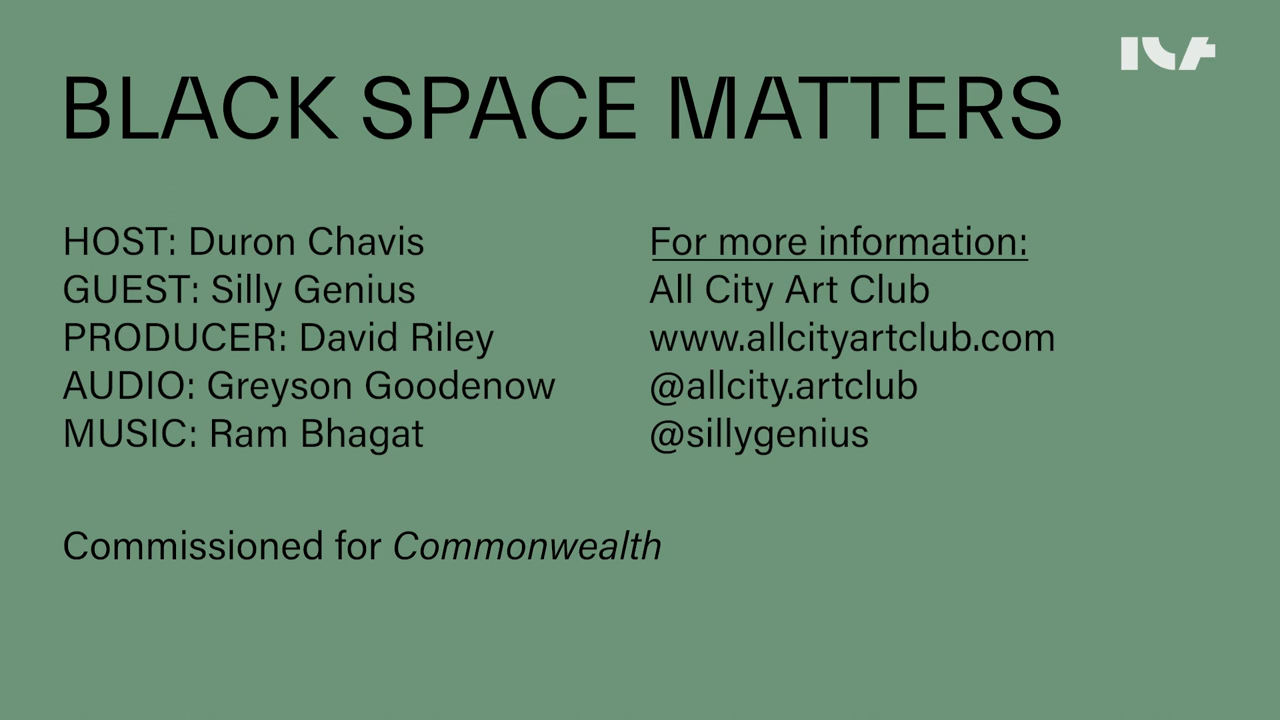 ICA
BLACK SPACE MATTERS
HOST: Duron Chavis
GUEST: Silly Genius
PRODUCER: David Riley
AUDIO: Greyson Goodenow
MUSIC: Ram Bhagat
For more information:
All City Art Club
www.allcityartclub.com
@allcity.artclub
@sillygenius
Commissioned for Commonwealth